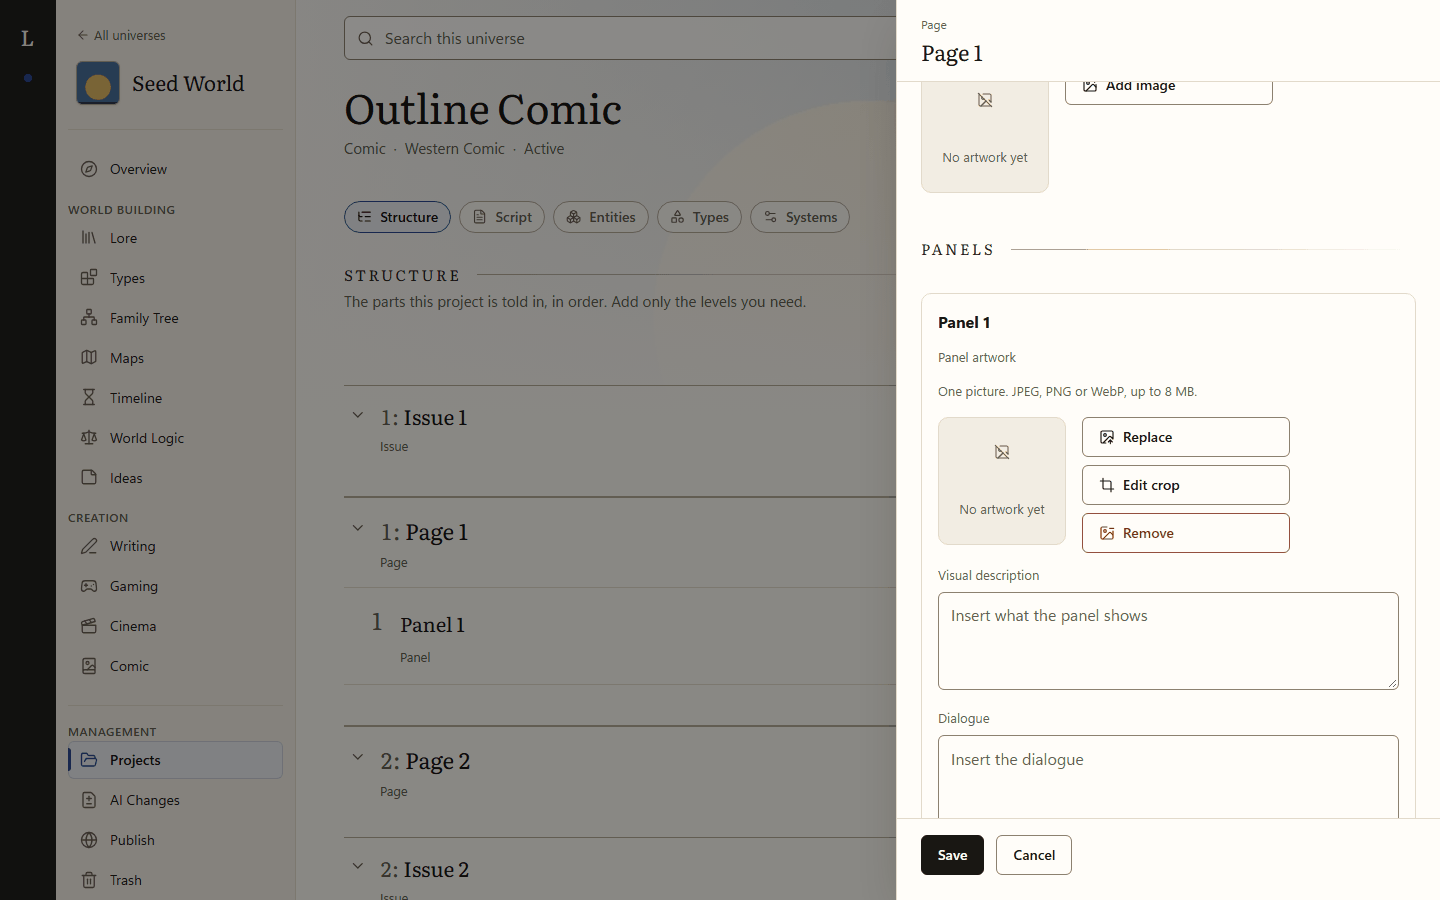 L
All universes
Seed World
Overview
WORLD BUILDING
Lore
Types
Family Tree
Maps
Timeline
World Logic
Ideas
CREATION
Writing
Gaming
Cinema
Comic
MANAGEMENT
Projects
AI Changes
Publish
Trash
Search this universe
Outline Comic
Comic · Western Comic · Active
Structure
Script
Entities
Types
Systems
STRUCTURE
The parts this project is told in, in order. Add only the levels you need.
1: Issue 1
Issue
1: Page 1
Page
1 Panel 1
Panel
2: Page 2
Page
2: Issue 2
Issue
Page
Page 1
Add image
No artwork yet
PANELS
Panel 1
Panel artwork
One picture. JPEG, PNG or WebP, up to 8 MB.
No artwork yet
Replace
Edit crop
Remove
Visual description
Insert what the panel shows
Dialogue
Insert the dialogue
Save
Cancel